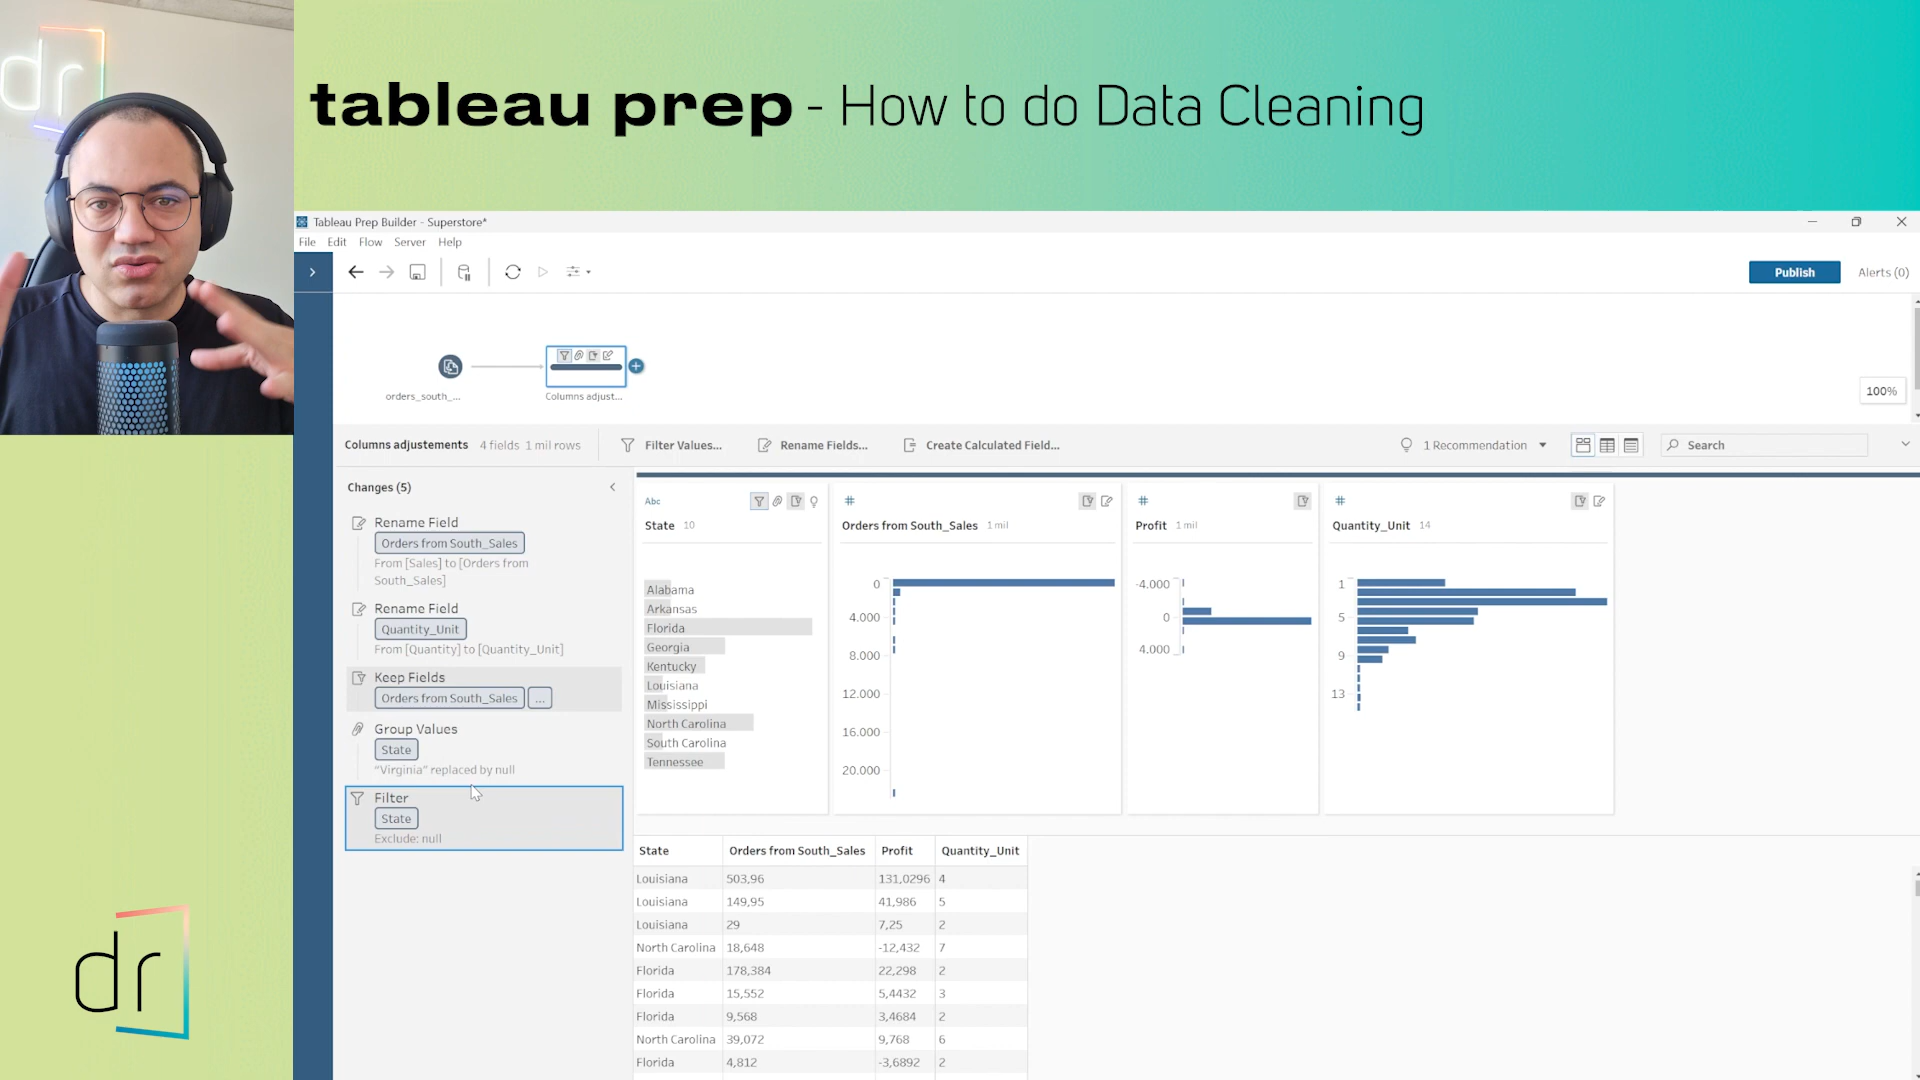 dr
tableau prep - How to do Data Cleaning
Tableau Prep Builder - Superstore*
File Edit Flow Server Help
Publish Alerts (0)
orders_south_... Columns adjust...
100%
Columns adjustements 4 fields 1 mil rows Filter Values... Rename Fields... Create Calculated Field... 1 Recommendation Search
Changes (5)
Rename Field
Orders from South_Sales
From [Sales] to [Orders from
South_Sales]
Rename Field
Quantity_Unit
From [Quantity] to [Quantity_Unit]
Keep Fields
Orders from South_Sales ...
Group Values
State
"Virginia" replaced by null
Filter
State
Exclude: null
Abc
State 10
Alabama
Arkansas
Florida
Georgia
Kentucky
Louisiana
Mississippi
North Carolina
South Carolina
Tennessee
#
Orders from South_Sales 1 mil
0
4.000
8.000
12.000
16.000
20.000
#
Profit 1 mil
-4.000
0
4.000
#
Quantity_Unit 14
1
5
9
13
State Orders from South_Sales Profit Quantity_Unit
Louisiana 503,96 131,0296 4
Louisiana 149,95 41,986 5
Louisiana 29 7,25 2
North Carolina 18,648 -12,432 7
Florida 178,384 22,298 2
Florida 15,552 5,4432 3
Florida 9,568 3,4684 2
North Carolina 39,072 9,768 6
Florida 4,812 -3,6892 2
dr